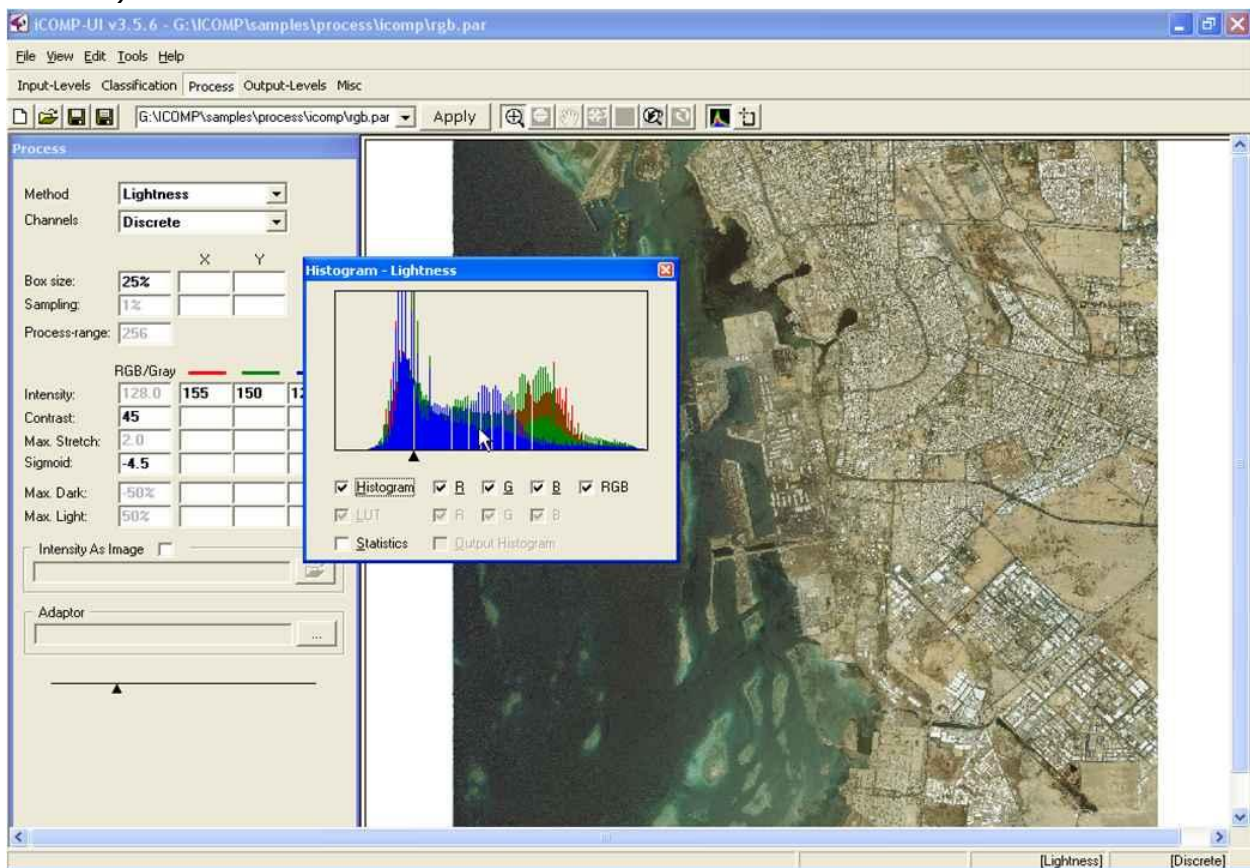 iCOMP-UI v3.5.6 - G:\ICOMP\samples\process\icomp\rgb.par
File View Edit Tools Help
Input-Levels Classification Process Output-Levels Misc
G:\ICOMP\samples\process\icomp\rgb.par Apply
Process
Method Lightness
Channels Discrete
X Y
Box size: 25%
Sampling: 1%
Process-range: 256
RGB/Gray
Intensity: 128.0 155 150
Contrast: 45
Max. Stretch: 2.0
Sigmoid: -4.5
Max. Dark: -50%
Max. Light: 50%
Intensity As Image
Adaptor
...
Histogram - Lightness
Histogram R G B RGB
LUT R G B
Statistics Output Histogram
[Lightness] [Discrete]